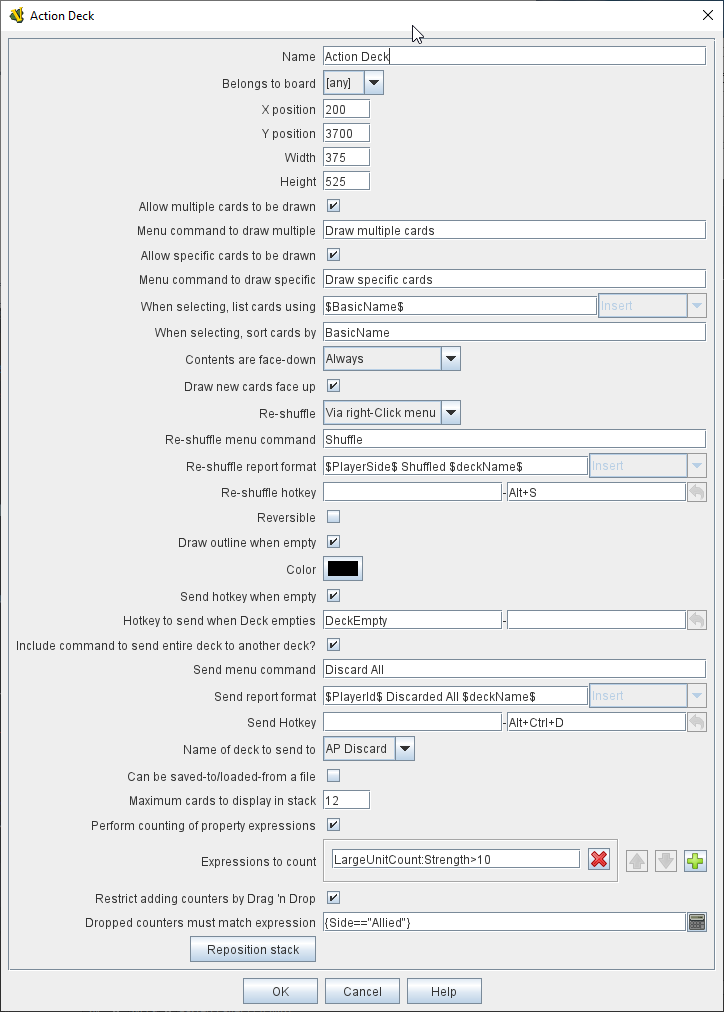 Action Deck
Name Action Deck
Belongs to board [any]
X position 200
Y position 3700
Width 375
Height 525
Allow multiple cards to be drawn
Menu command to draw multiple Draw multiple cards
Allow specific cards to be drawn
Menu command to draw specific Draw specific cards
When selecting, list cards using $BasicName$ Insert
When selecting, sort cards by BasicName
Contents are face-down Always
Draw new cards face up
Re-shuffle Via right-Click menu
Re-shuffle menu command Shuffle
Re-shuffle report format $PlayerSide$ Shuffled $deckName$ Insert
Re-shuffle hotkey - Alt+S
Reversible
Draw outline when empty
Color
Send hotkey when empty
Hotkey to send when Deck empties DeckEmpty -
Include command to send entire deck to another deck?
Send menu command Discard All
Send report format $PlayerId$ Discarded All $deckName$ Insert
Send Hotkey - Alt+Ctrl+D
Name of deck to send to AP Discard
Can be saved-to/loaded-from a file
Maximum cards to display in stack 12
Perform counting of property expressions
Expressions to count LargeUnitCount:Strength>10
Restrict adding counters by Drag 'n Drop
Dropped counters must match expression {Side=="Allied"}
Reposition stack
OK Cancel Help